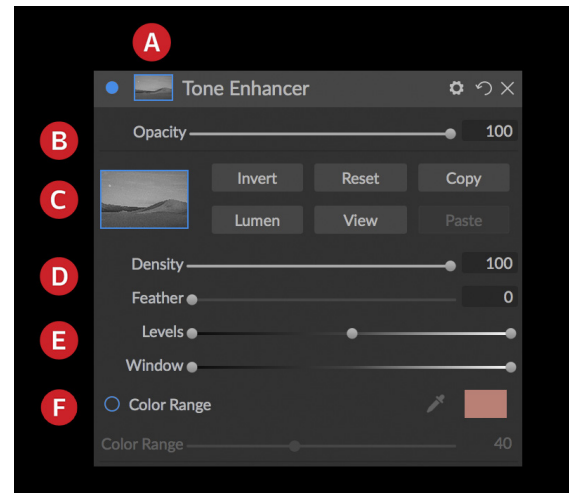 A
Tone Enhancer
B
Opacity 100
C
Invert Reset Copy
Lumen View Paste
D
Density 100
Feather 0
E
Levels
Window
F
Color Range
Color Range 40